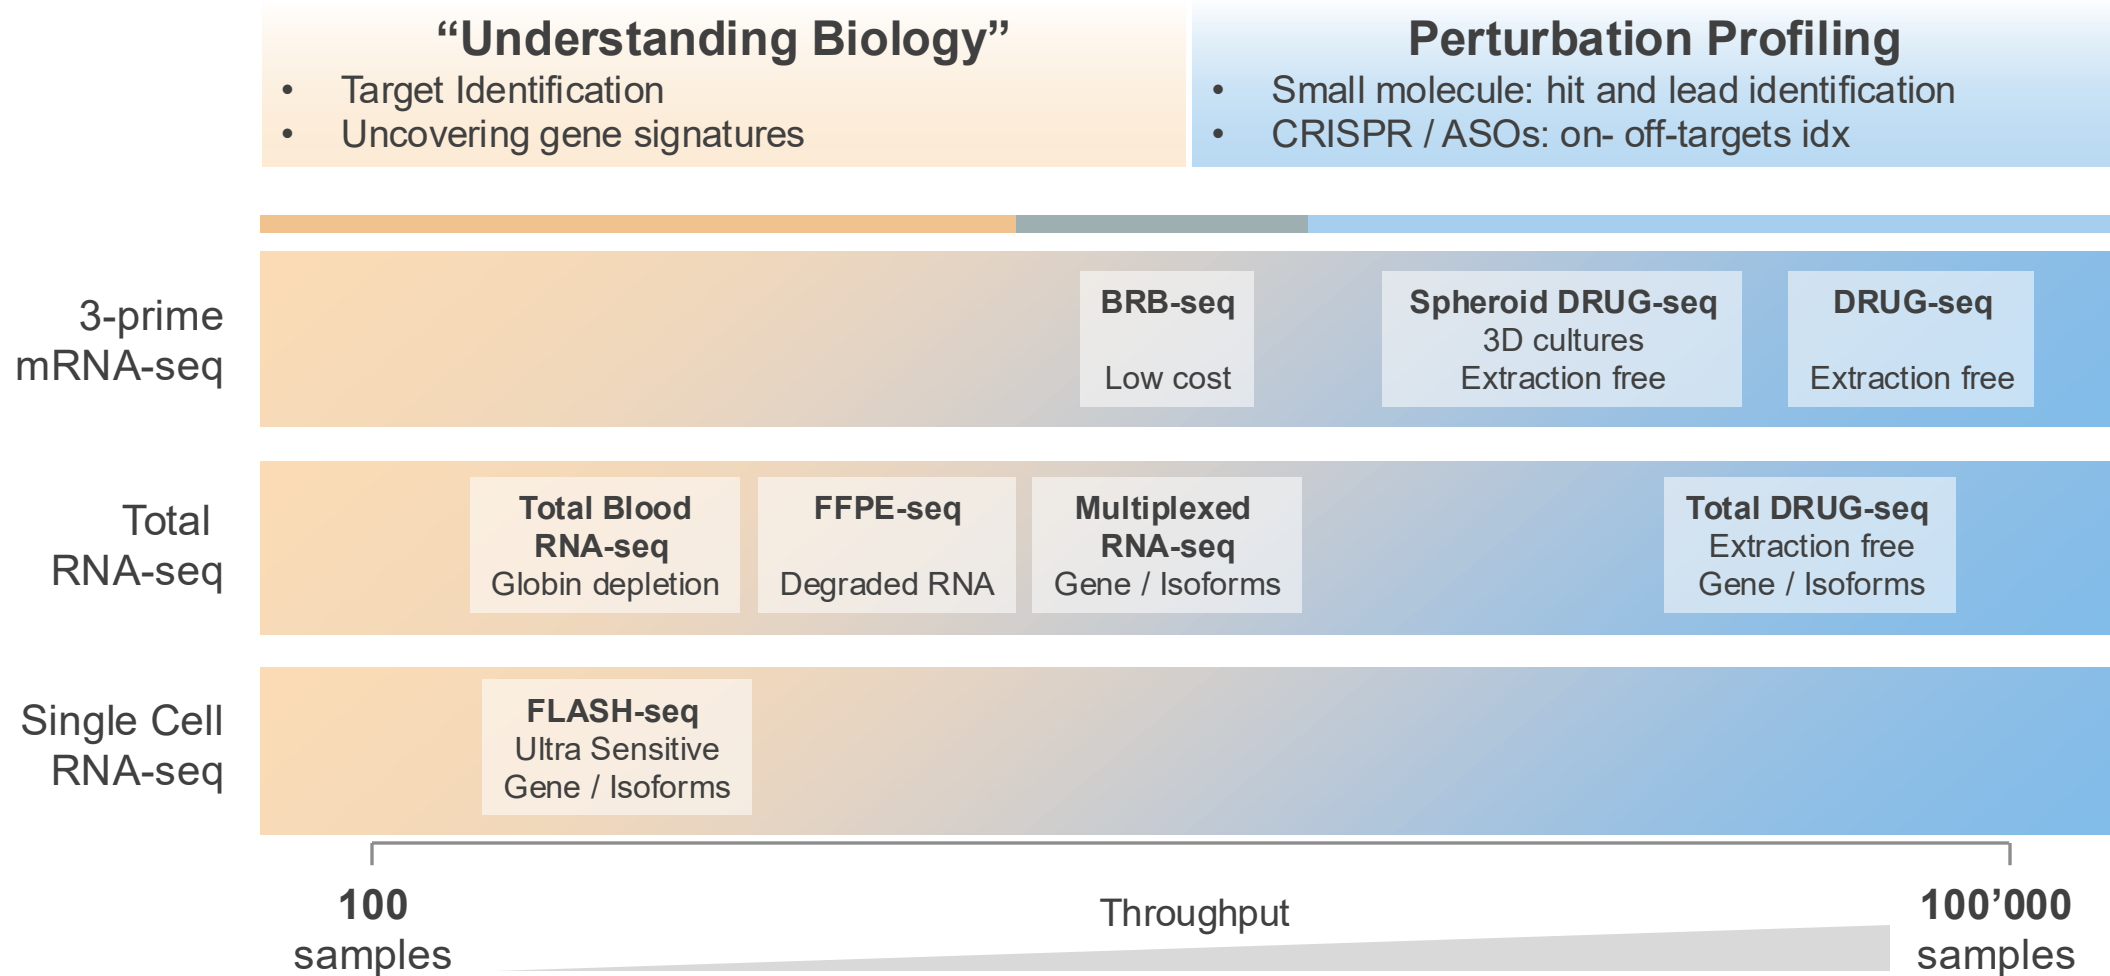 “Understanding Biology”
• Target Identification
• Uncovering gene signatures
Perturbation Profiling
• Small molecule: hit and lead identification
• CRISPR / ASOs: on- off-targets idx
3-prime
mRNA-seq
BRB-seq
Low cost
Spheroid DRUG-seq
3D cultures
Extraction free
DRUG-seq
Extraction free
Total
RNA-seq
Total Blood
RNA-seq
Globin depletion
FFPE-seq
Degraded RNA
Multiplexed
RNA-seq
Gene / Isoforms
Total DRUG-seq
Extraction free
Gene / Isoforms
Single Cell
RNA-seq
FLASH-seq
Ultra Sensitive
Gene / Isoforms
100
samples
Throughput
100’000
samples